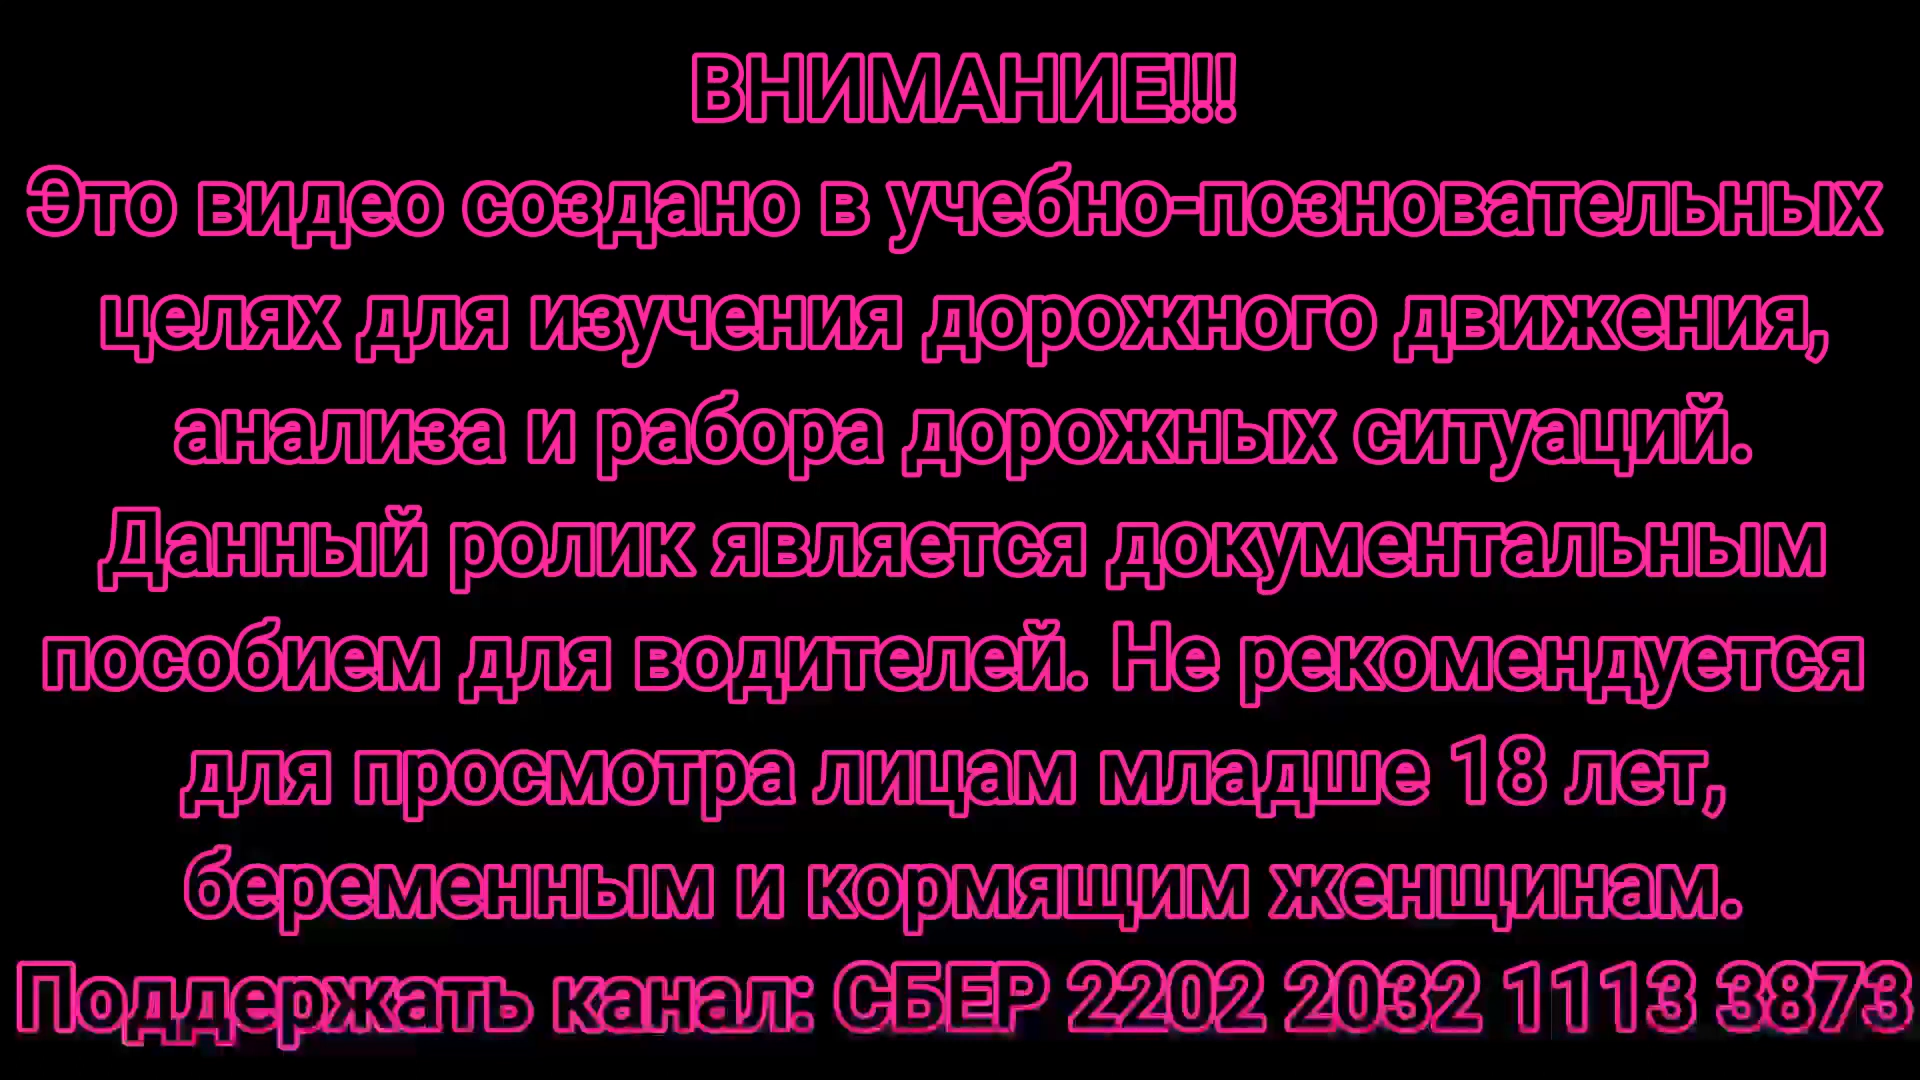 ВНИМАНИЕ!!!
Это видео создано в учебно-позновательных
целях для изучения дорожного движения,
анализа и рабора дорожных ситуаций.
Данный ролик является документальным
пособием для водителей. Не рекомендуется
для просмотра лицам младше 18 лет,
беременным и кормящим женщинам.
Поддержать канал: СБЕР 2202 2032 1113 3873